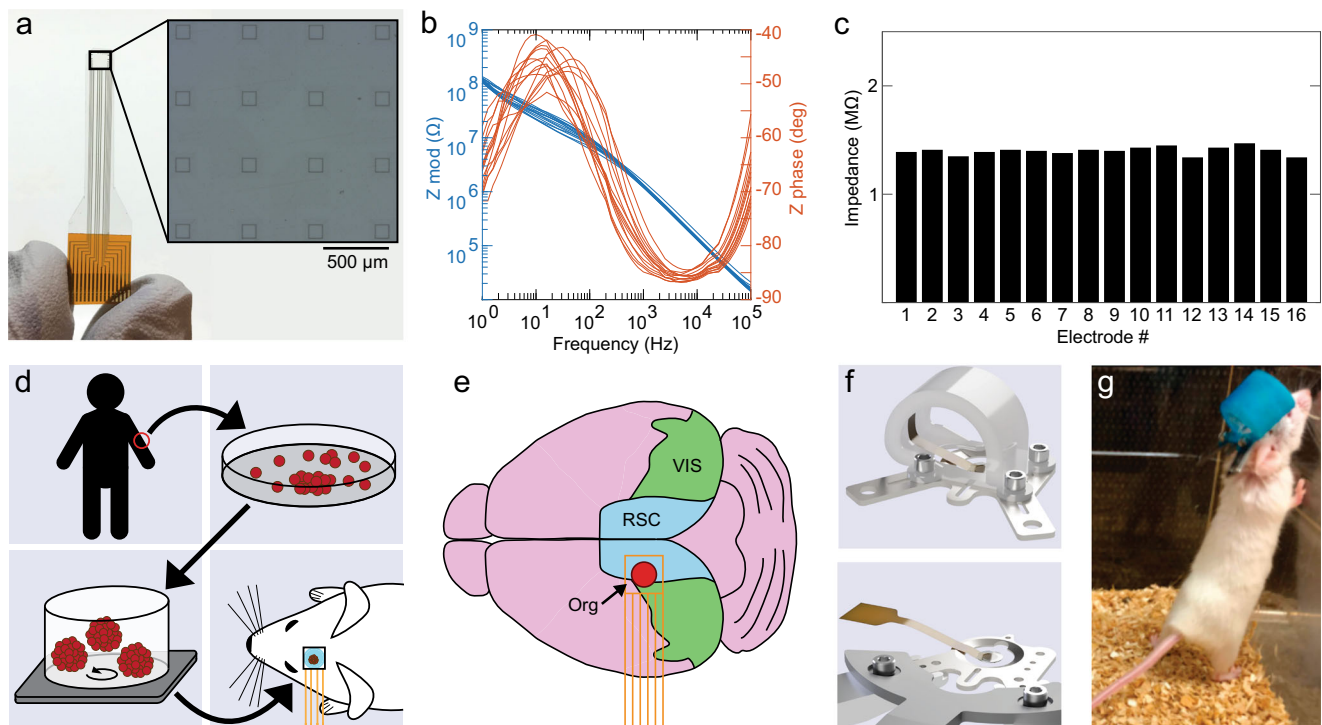 a
500 µm
b
10⁹
10⁸
10⁷
10⁶
10⁵
Z mod (Ω)
-40
-50
-60
-70
-80
-90
Z phase (deg)
10⁰ 10¹ 10² 10³ 10⁴ 10⁵
Frequency (Hz)
c
2
1
Impedance (MΩ)
1 2 3 4 5 6 7 8 9 10 11 12 13 14 15 16
Electrode #
d
e
VIS
RSC
Org
f
g